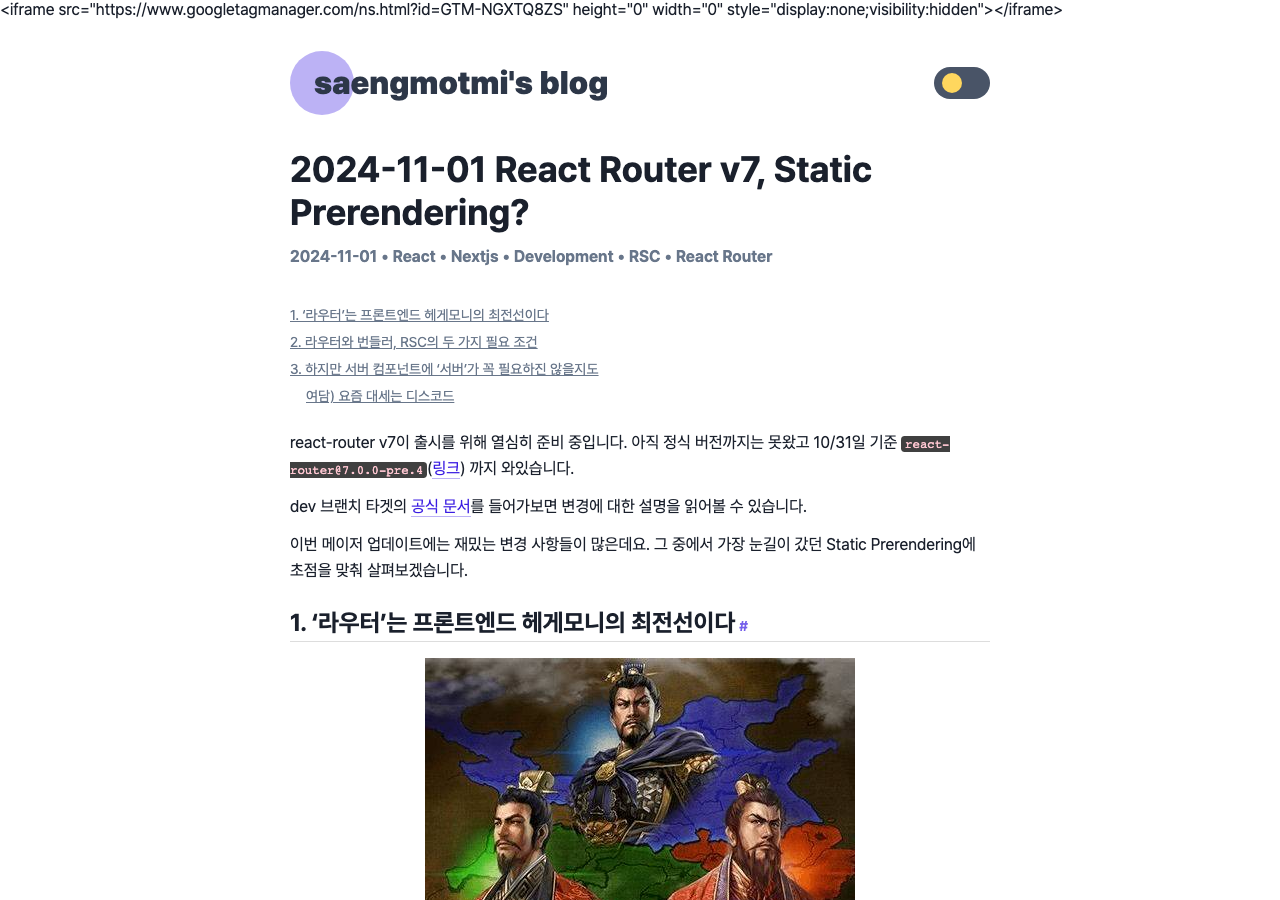 <iframe src="https://www.googletagmanager.com/ns.html?id=GTM-NGXTQ8ZS" height="0" width="0" style="display:none;visibility:hidden"></iframe>
saengmotmi's blog
2024-11-01 React Router v7, Static
Prerendering?
2024-11-01 • React • Nextjs • Development • RSC • React Router
1. ‘라우터’는 프론트엔드 헤게모니의 최전선이다
2. 라우터와 번들러, RSC의 두 가지 필요 조건
3. 하지만 서버 컴포넌트에 ‘서버’가 꼭 필요하진 않을지도
여담) 요즘 대세는 디스코드
react-router v7이 출시를 위해 열심히 준비 중입니다. 아직 정식 버전까지는 못왔고 10/31일 기준 react-
router@7.0.0-pre.4(링크) 까지 와있습니다.
dev 브랜치 타겟의 공식 문서를 들어가보면 변경에 대한 설명을 읽어볼 수 있습니다.
이번 메이저 업데이트에는 재밌는 변경 사항들이 많은데요. 그 중에서 가장 눈길이 갔던 Static Prerendering에
초점을 맞춰 살펴보겠습니다.
1. ‘라우터’는 프론트엔드 헤게모니의 최전선이다 #